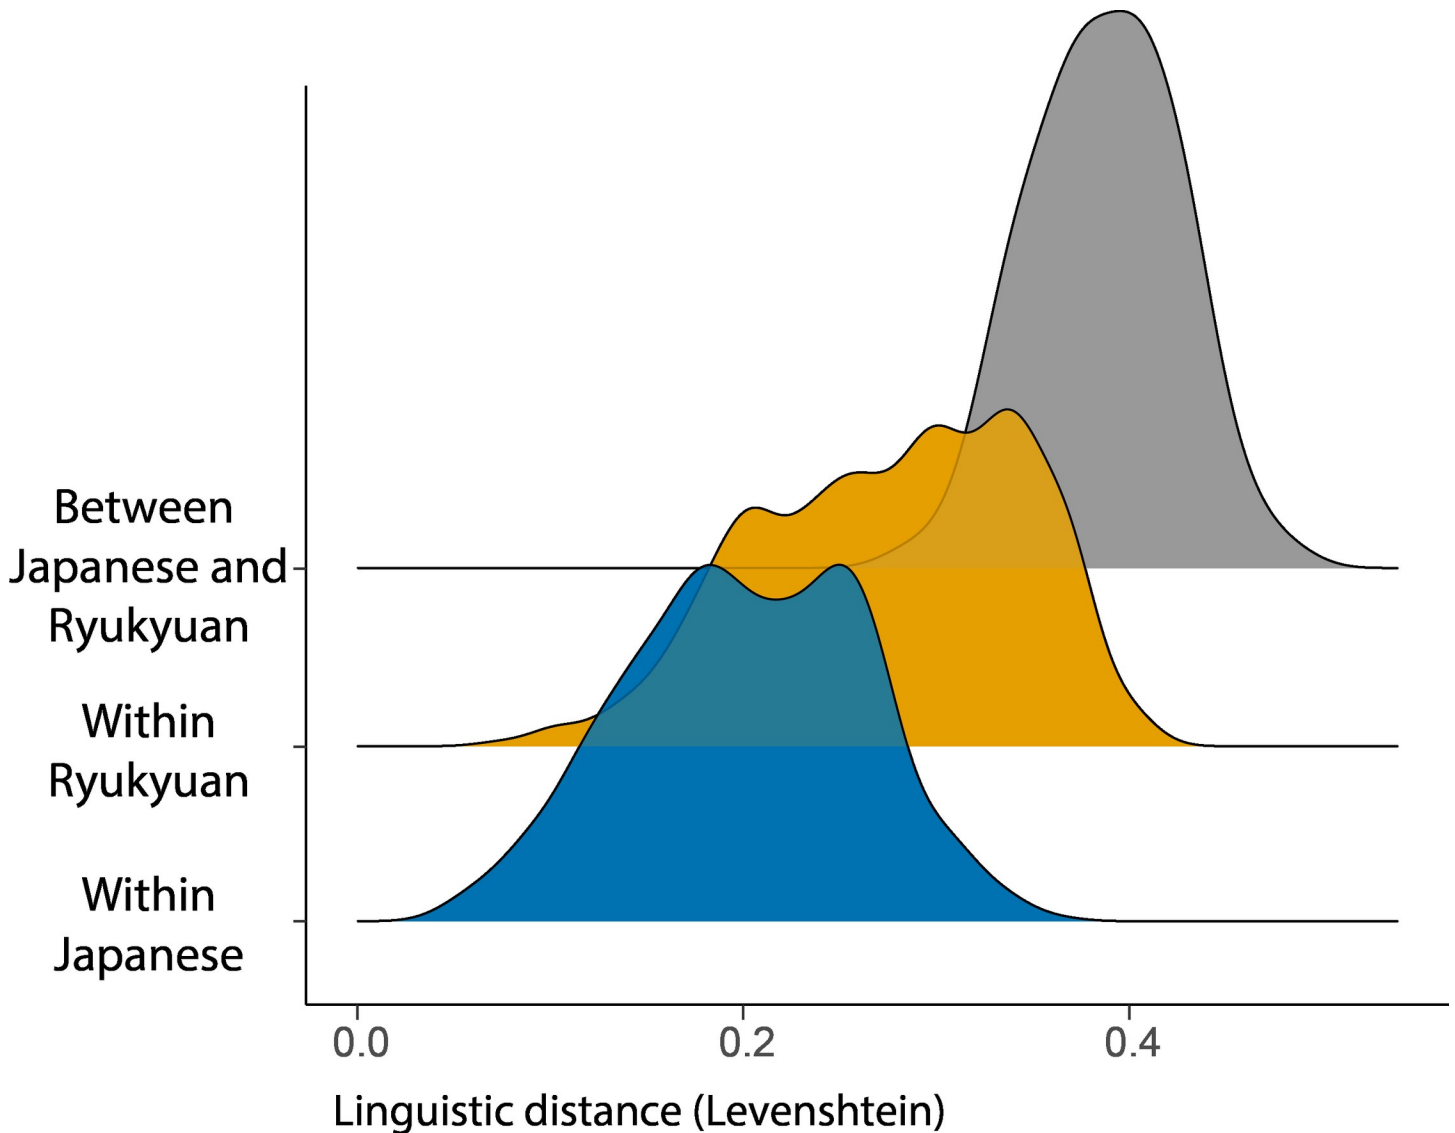 Between
Japanese and
Ryukyuan
Within
Ryukyuan
Within
Japanese
0.0 0.2 0.4
Linguistic distance (Levenshtein)